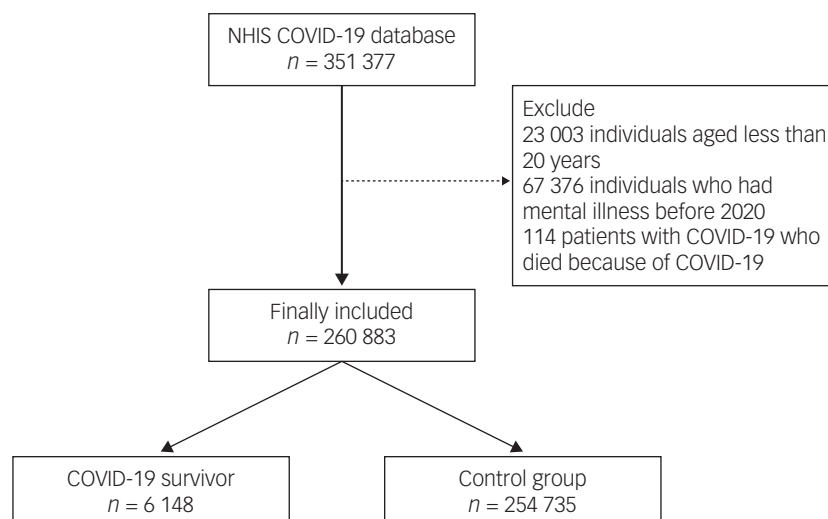 NHIS COVID-19 database
n = 351 377
Exclude
23 003 individuals aged less than
20 years
67 376 individuals who had
mental illness before 2020
114 patients with COVID-19 who
died because of COVID-19
Finally included
n = 260 883
COVID-19 survivor
n = 6 148
Control group
n = 254 735